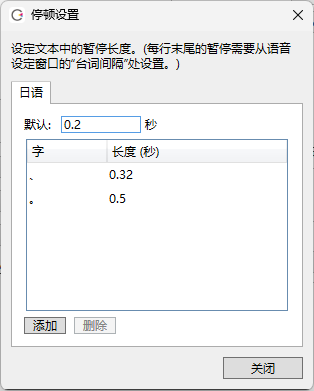 停顿设置
设定文本中的暂停长度。(每行末尾的暂停需要从语音
设定窗口的“台词间隔”处设置。)
日语
默认: 0.2 秒
字 长度 (秒)
、 0.32
。 0.5
添加 删除
关闭